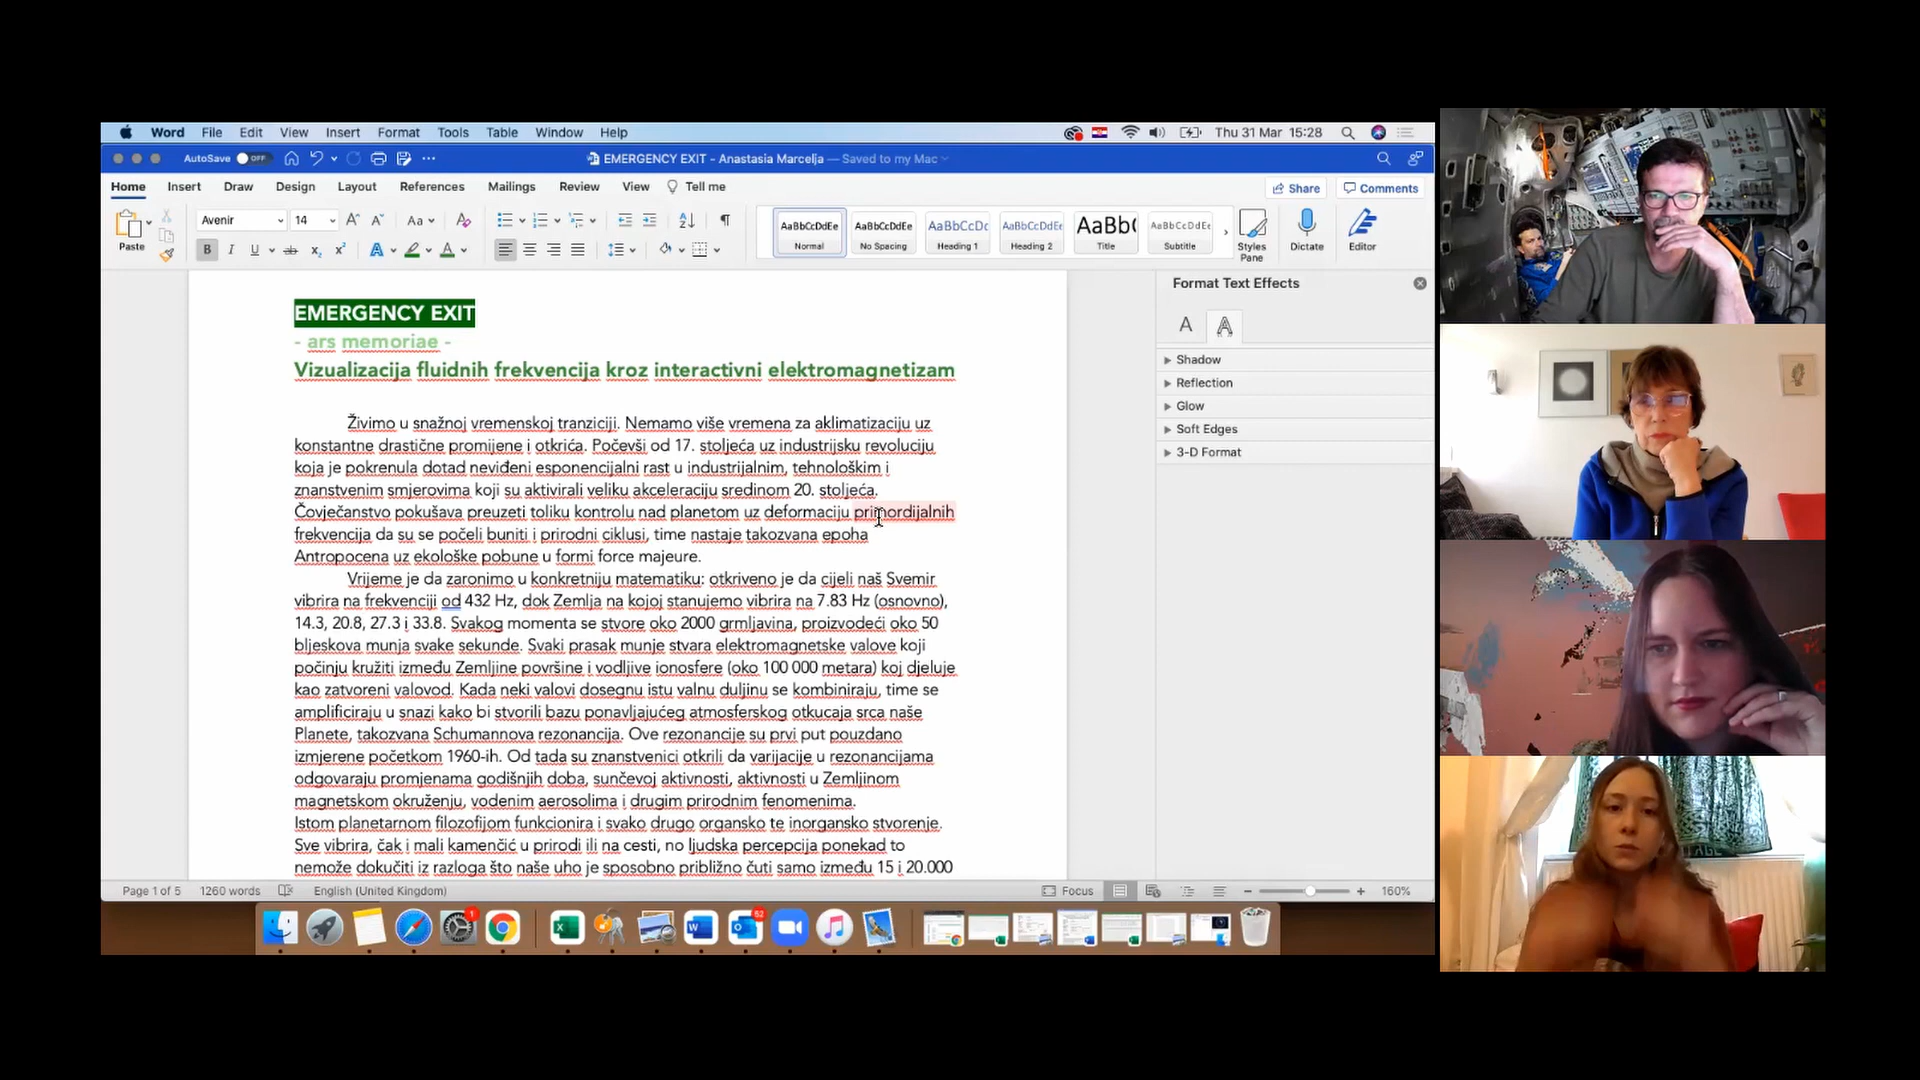 Word File Edit View Insert Format Tools Table Window Help Thu 31 Mar 15:28
AutoSave OFF EMERGENCY EXIT - Anastasia Marcelja — Saved to my Mac
Home Insert Draw Design Layout References Mailings Review View Tell me Share Comments
Paste Avenir 14 Aa
AaBbCcDdEe AaBbCcDdEe AaBbCcDc AaBbCcDdEe AaBb( AaBbCcDdEe
Normal No Spacing Heading 1 Heading 2 Title Subtitle Styles Pane Dictate Editor
Format Text Effects
Shadow
Reflection
Glow
Soft Edges
3-D Format
EMERGENCY EXIT
- ars memoriae -
Vizualizacija fluidnih frekvencija kroz interactivni elektromagnetizam
Živimo u snažnoj vremenskoj tranziciji. Nemamo više vremena za aklimatizaciju uz
konstantne drastične promijene i otkrića. Počevši od 17. stoljeća uz industrijsku revoluciju
koja je pokrenula dotad neviđeni esponencijalni rast u industrijalnim, tehnološkim i
znanstvenim smjerovima koji su aktivirali veliku akceleraciju sredinom 20. stoljeća.
Čovječanstvo pokušava preuzeti toliku kontrolu nad planetom uz deformaciju primordijalnih
frekvencija da su se počeli buniti i prirodni ciklusi, time nastaje takozvana epoha
Antropocena uz ekološke pobune u formi force majeure.
Vrijeme je da zaronimo u konkretniju matematiku: otkriveno je da cijeli naš Svemir
vibrira na frekvenciji od 432 Hz, dok Zemlja na kojoj stanujemo vibrira na 7.83 Hz (osnovno),
14.3, 20.8, 27.3 i 33.8. Svakog momenta se stvore oko 2000 grmljavina, proizvodeći oko 50
bljeskova munja svake sekunde. Svaki prasak munje stvara elektromagnetske valove koji
počinju kružiti između Zemljine površine i vodljive ionosfere (oko 100 000 metara) koj djeluje
kao zatvoreni valovod. Kada neki valovi dosegnu istu valnu duljinu se kombiniraju, time se
amplificiraju u snazi kako bi stvorili bazu ponavljajućeg atmosferskog otkucaja srca naše
Planete, takozvana Schumannova rezonancija. Ove rezonancije su prvi put pouzdano
izmjerene početkom 1960-ih. Od tada su znanstvenici otkrili da varijacije u rezonancijama
odgovaraju promjenama godišnjih doba, sunčevoj aktivnosti, aktivnosti u Zemljinom
magnetskom okruženju, vodenim aerosolima i drugim prirodnim fenomenima.
Istom planetarnom filozofijom funkcionira i svako drugo organsko te inorgansko stvorenje.
Sve vibrira, čak i mali kamenčić u prirodi ili na cesti, no ljudska percepcija ponekad to
nemože dokučiti iz razloga što naše uho je sposobno približno čuti samo između 15 i 20.000
Page 1 of 5 1260 words English (United Kingdom) Focus 160%